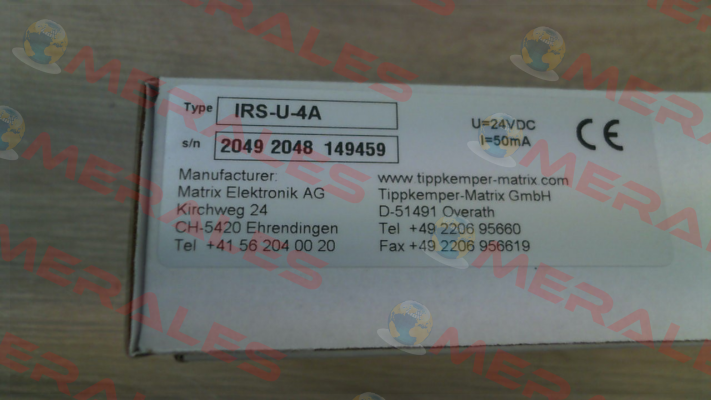 Type IRS-U-4A
s/n 2049 2048 149459
U=24VDC
I=50mA
CE
Manufacturer:
Matrix Elektronik AG
Kirchweg 24
CH-5420 Ehrendingen
Tel +41 56 204 00 20
www.tippkemper-matrix.com
Tippkemper-Matrix GmbH
D-51491 Overath
Tel +49 2206 95660
Fax +49 2206 956619
MERALES
MERALES
MERALES
MERALES
MERALES